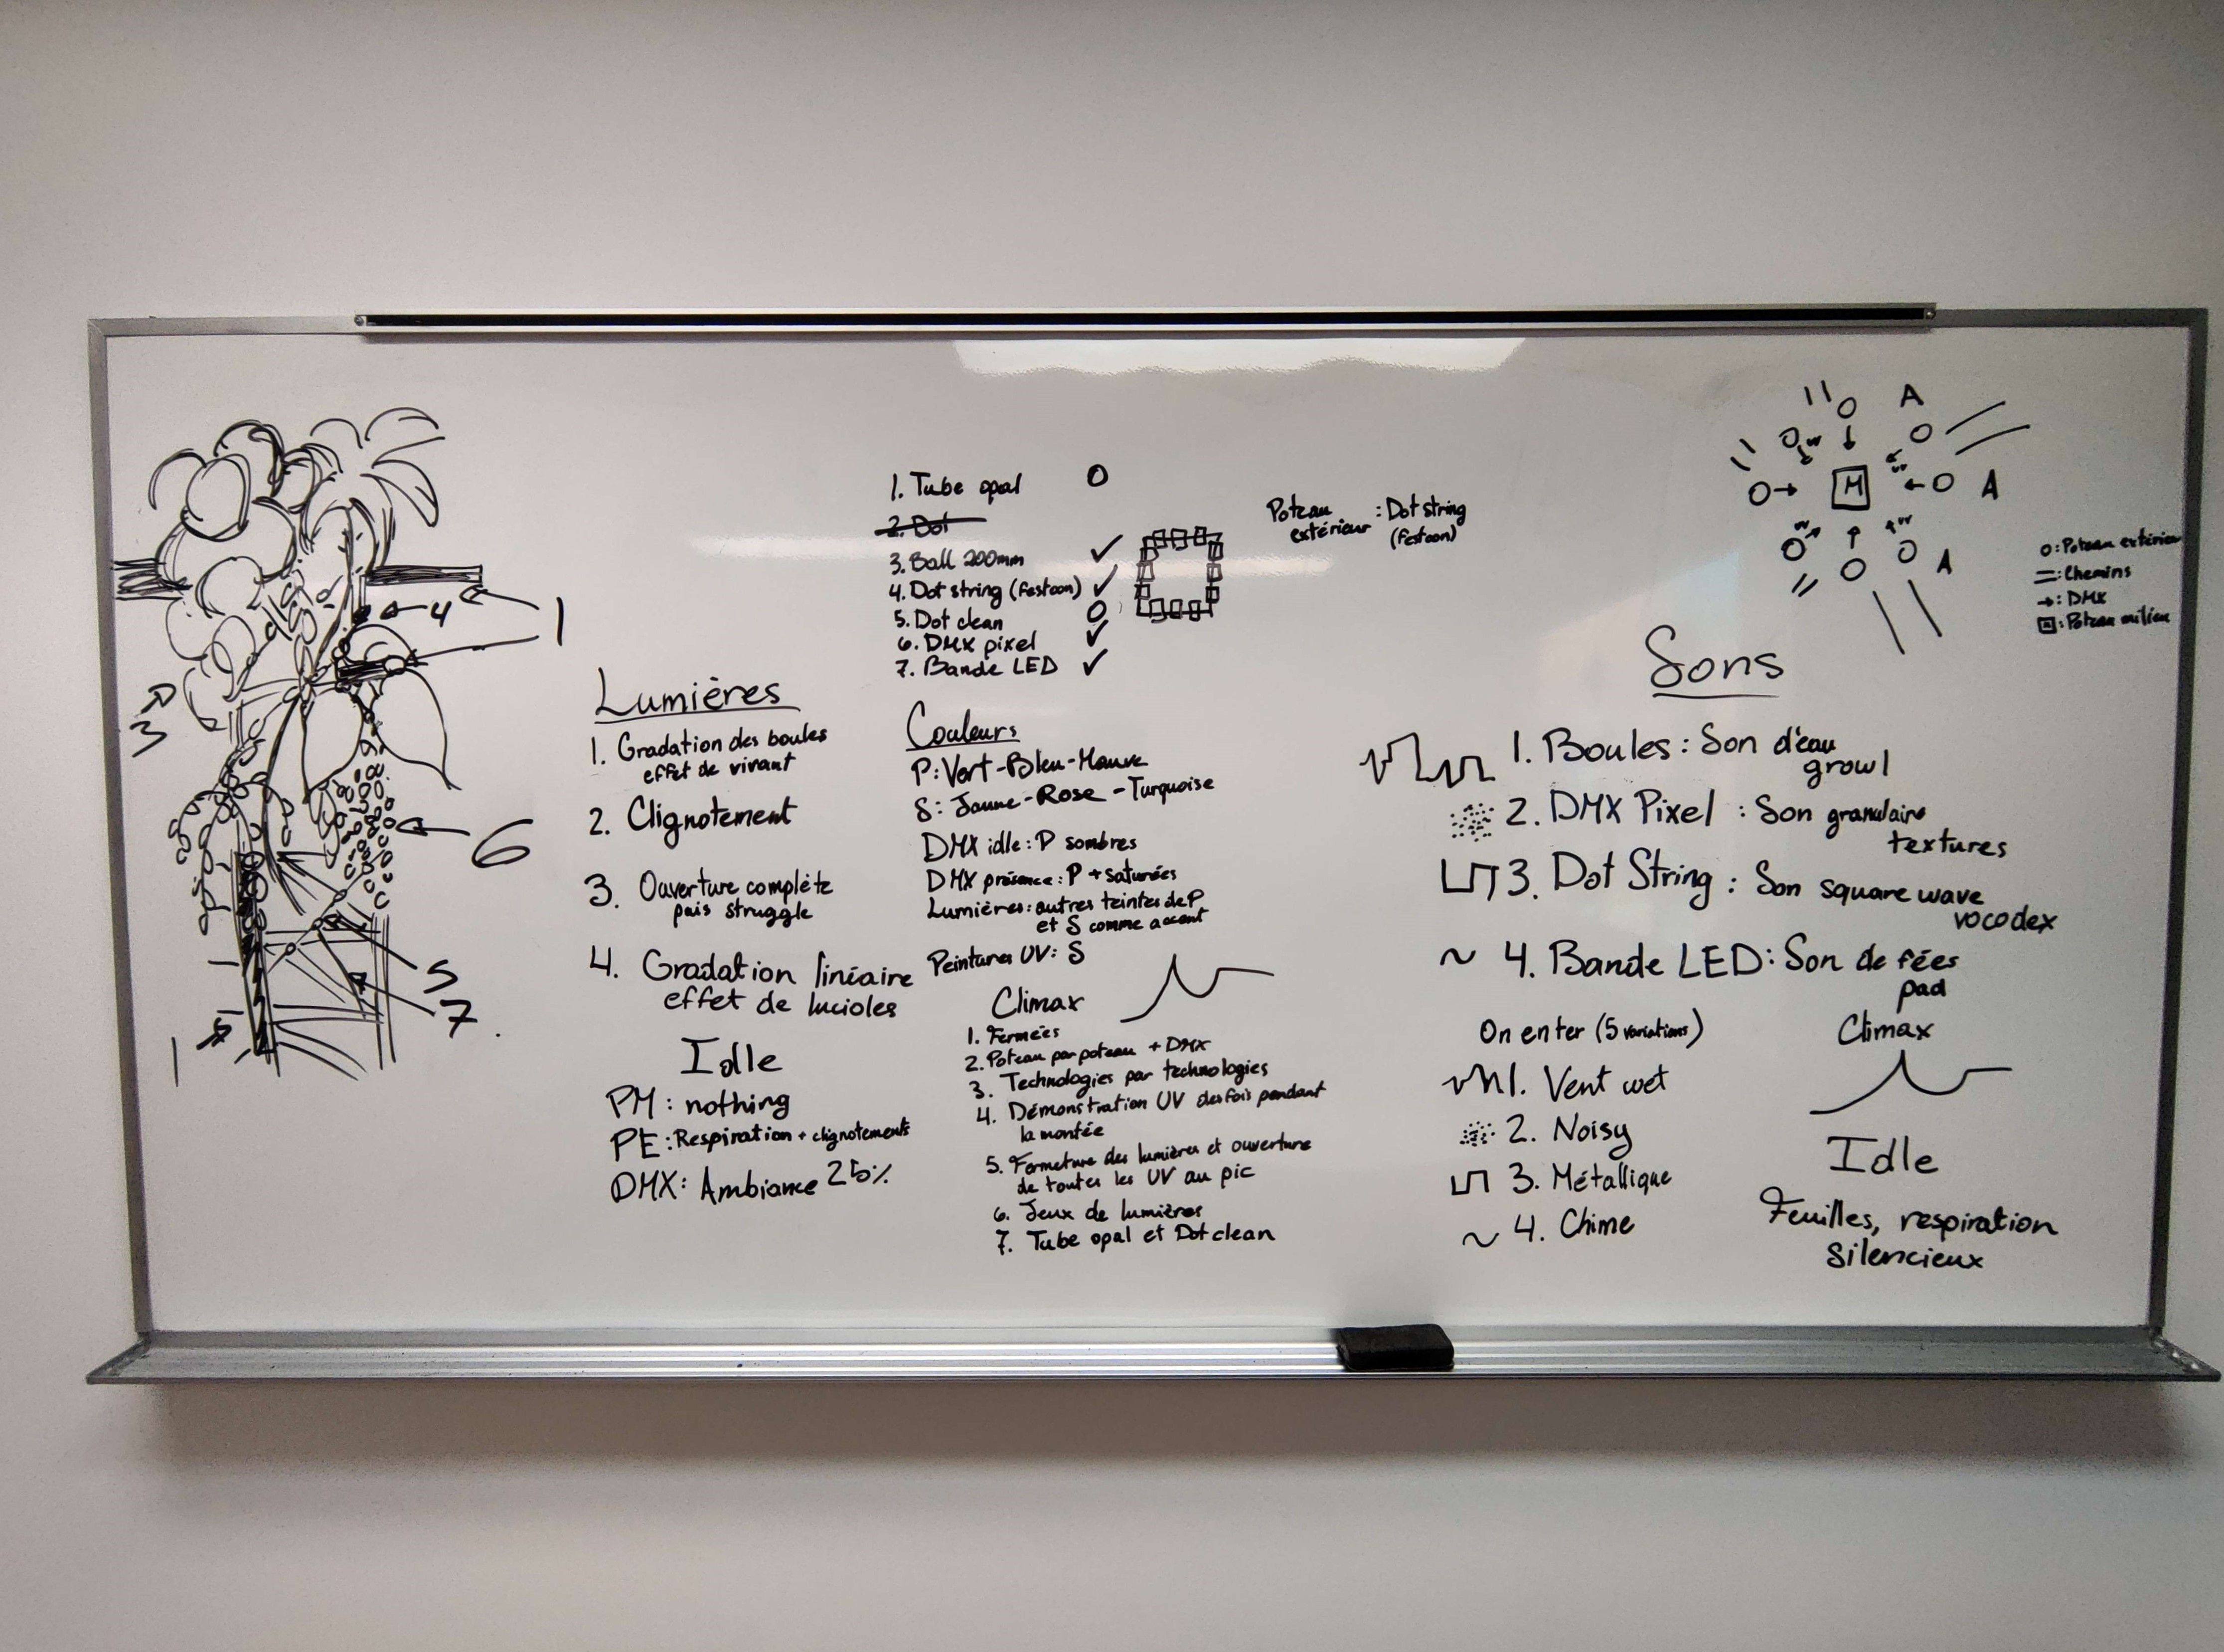 4
1
3
6
5
7
1
1. Tube opal O
2. Dot
3. Ball 200mm ✓
4. Dot string (festoon) ✓
5. Dot clean O
6. DMX pixel ✓
7. Bande LED ✓
Poteau extérieur : Dot string
(festoon)
A
A
A
M
O: Poteau extérieur
=: Chemins
→: DMX
M: Poteau milieu
Lumières
1. Gradation des boules
effet de vivant
2. Clignotement
3. Ouverture complète
puis struggle
4. Gradation linéaire
effet de lucioles
Idle
PM: nothing
PE: Respiration + clignotements
DMX: Ambiance 25%
Couleurs
P: Vert-Bleu-Mauve
S: Jaune-Rose-Turquoise
DMX idle: P sombres
DMX présence: P + saturées
Lumières: autres teintes de P
et S comme accent
Peintures UV: S
Climax
1. Fermées
2. Poteau par poteau + DMX
3. Technologies par technologies
4. Démonstration UV des fois pendant
la montée
5. Fermeture des lumières et ouverture
de toutes les UV au pic
6. Jeux de lumières
7. Tube opal et Dot clean
Sons
1. Boules: Son d'eau
growl
2. DMX Pixel: Son granulaire
textures
3. Dot String: Son square wave
vocodex
4. Bande LED: Son de fées
pad
On enter (5 variations)
1. Vent wet
2. Noisy
3. Métallique
4. Chime
Climax
Idle
Feuilles, respiration
silencieux